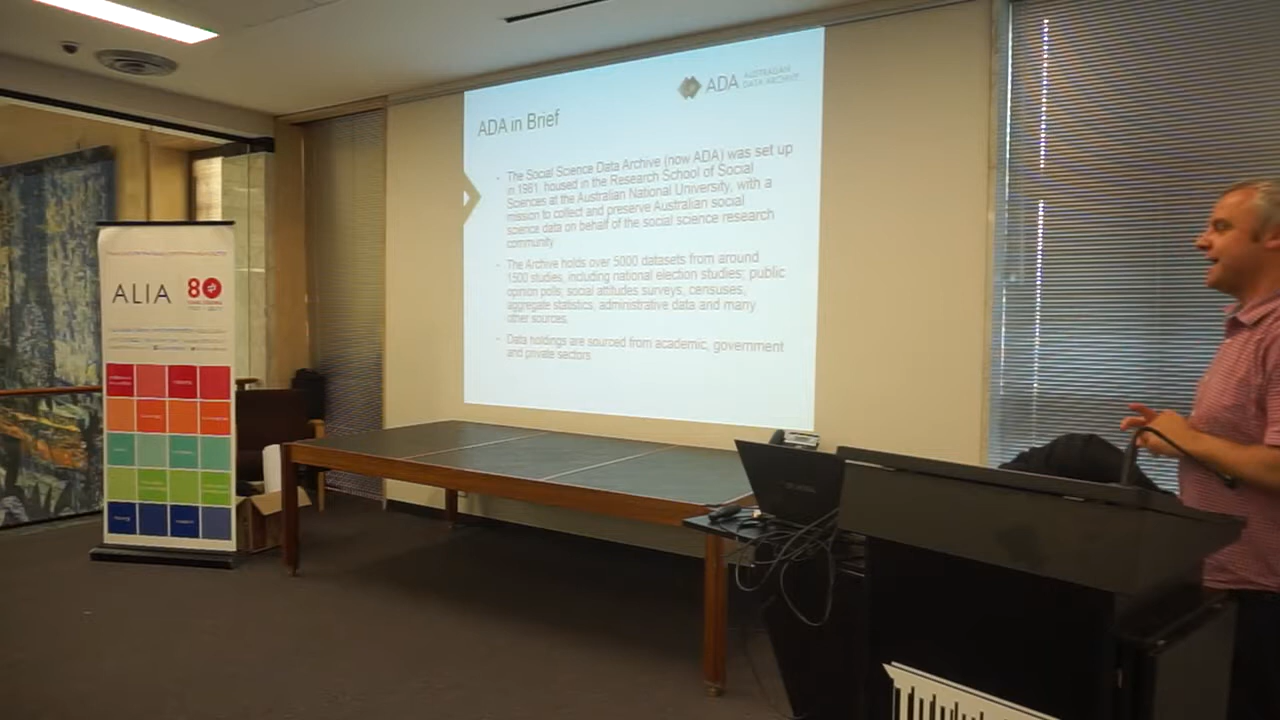 ADA AUSTRALIAN
DATA ARCHIVE
ADA in Brief
- The Social Science Data Archive (now ADA) was set up
in 1981, housed in the Research School of Social
Sciences at the Australian National University, with a
mission to collect and preserve Australian social
science data on behalf of the social science research
community
- The Archive holds over 5000 datasets from around
1500 studies, including national election studies; public
opinion polls; social attitudes surveys, censuses,
aggregate statistics, administrative data and many
other sources.
- Data holdings are sourced from academic, government
and private sectors
ALIA
80